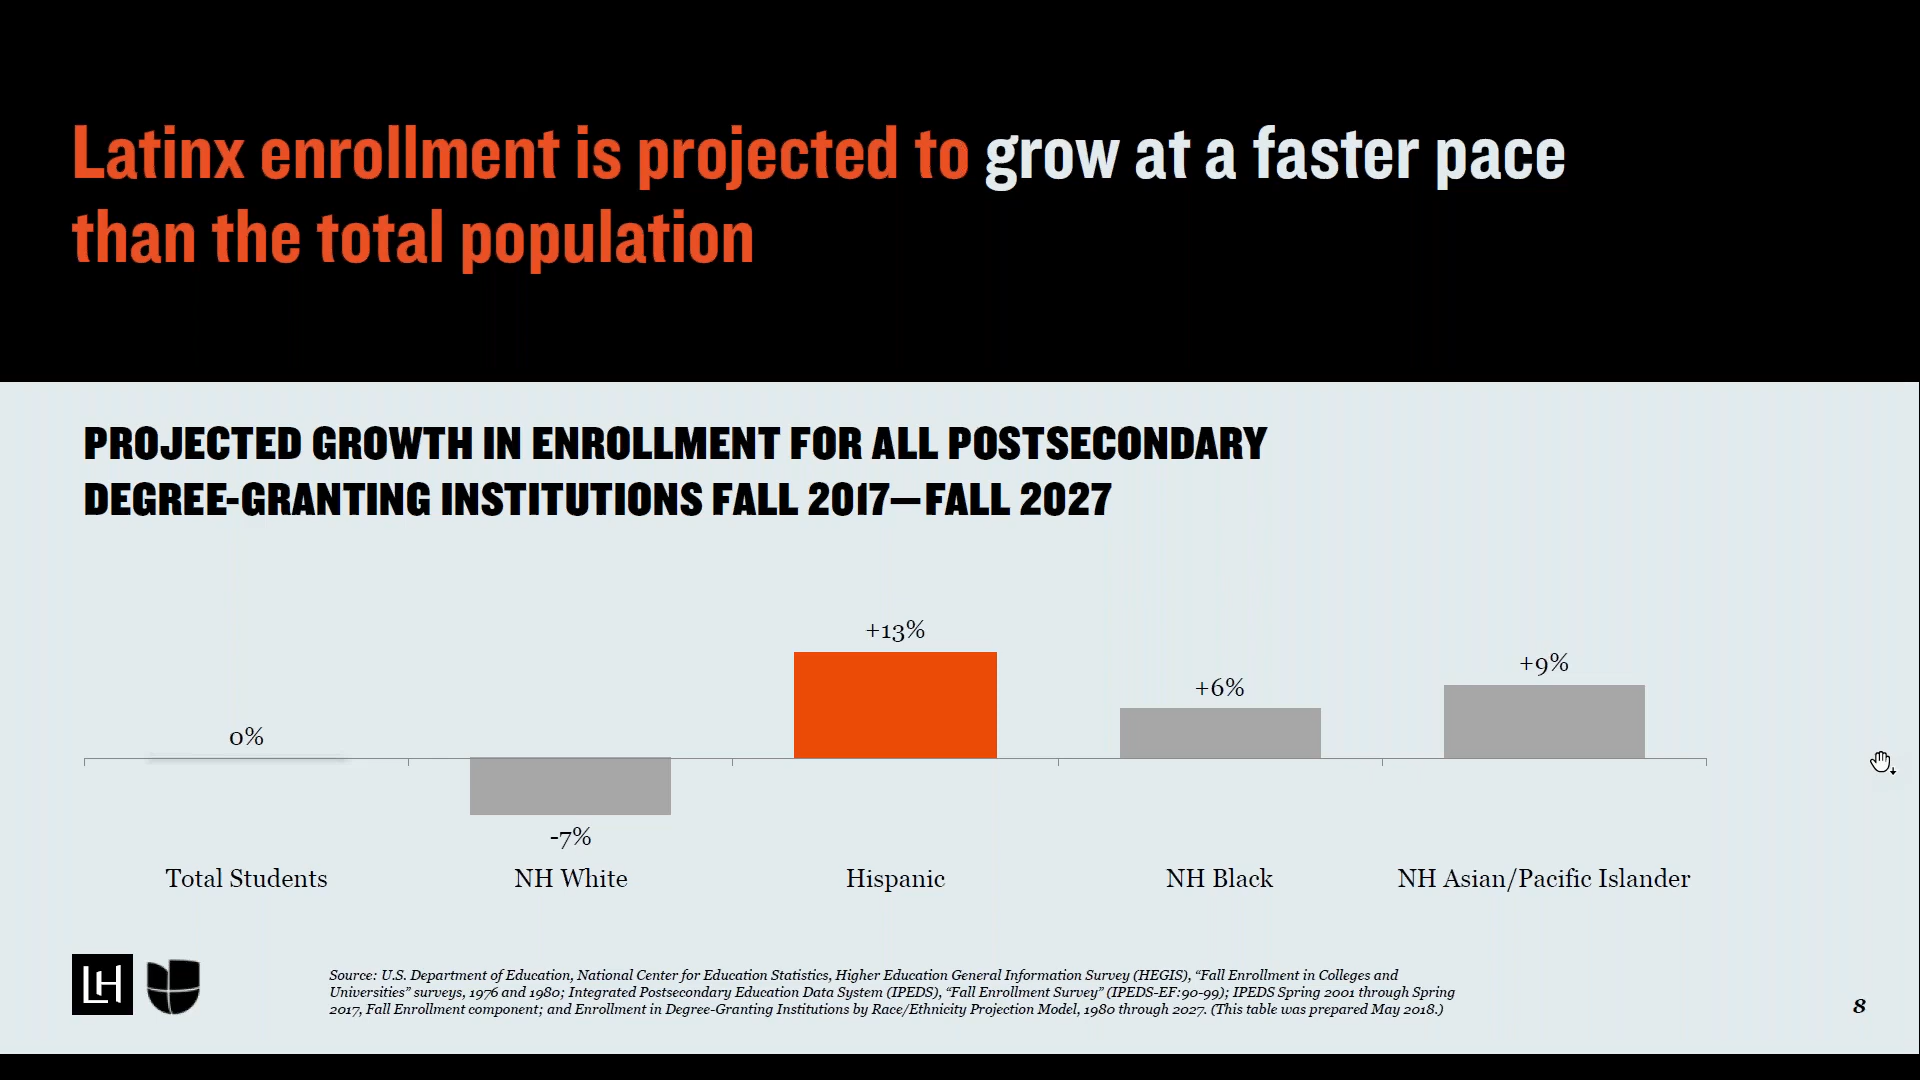 Latinx enrollment is projected to grow at a faster pace
than the total population
PROJECTED GROWTH IN ENROLLMENT FOR ALL POSTSECONDARY
DEGREE-GRANTING INSTITUTIONS FALL 2017—FALL 2027
+13%
+9%
+6%
0%
-7%
Total Students
NH White
Hispanic
NH Black
NH Asian/Pacific Islander
LH
Source: U.S. Department of Education, National Center for Education Statistics, Higher Education General Information Survey (HEGIS), “Fall Enrollment in Colleges and
Universities” surveys, 1976 and 1980; Integrated Postsecondary Education Data System (IPEDS), “Fall Enrollment Survey” (IPEDS-EF:90-99); IPEDS Spring 2001 through Spring
2017, Fall Enrollment component; and Enrollment in Degree-Granting Institutions by Race/Ethnicity Projection Model, 1980 through 2027. (This table was prepared May 2018.)
8